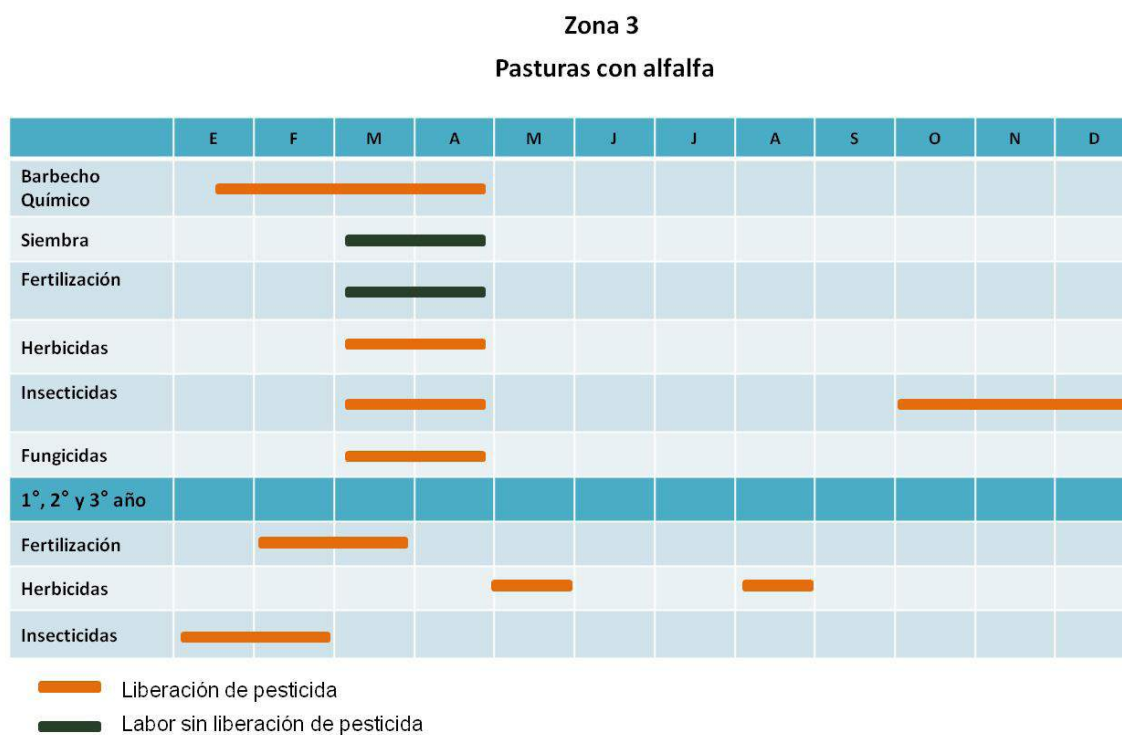 Zona 3
Pasturas con alfalfa
E F M A M J J A S O N D
Barbecho
Químico
Siembra
Fertilización
Herbicidas
Insecticidas
Fungicidas
1°, 2° y 3° año
Fertilización
Herbicidas
Insecticidas
Liberación de pesticida
Labor sin liberación de pesticida